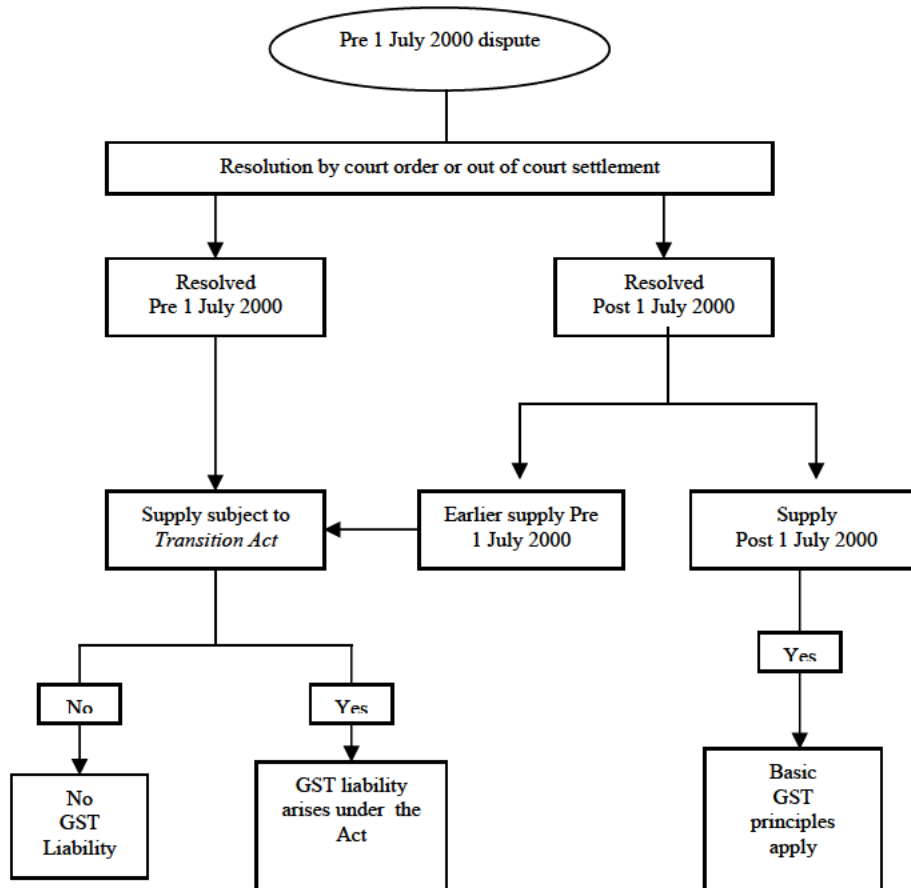 Pre 1 July 2000 dispute
Resolution by court order or out of court settlement
Resolved
Pre 1 July 2000
Resolved
Post 1 July 2000
Supply subject to
Transition Act
Earlier supply Pre
1 July 2000
Supply
Post 1 July 2000
Yes
No
Yes
No
GST
Liability
GST liability
arises under the
Act
Basic
GST
principles
apply